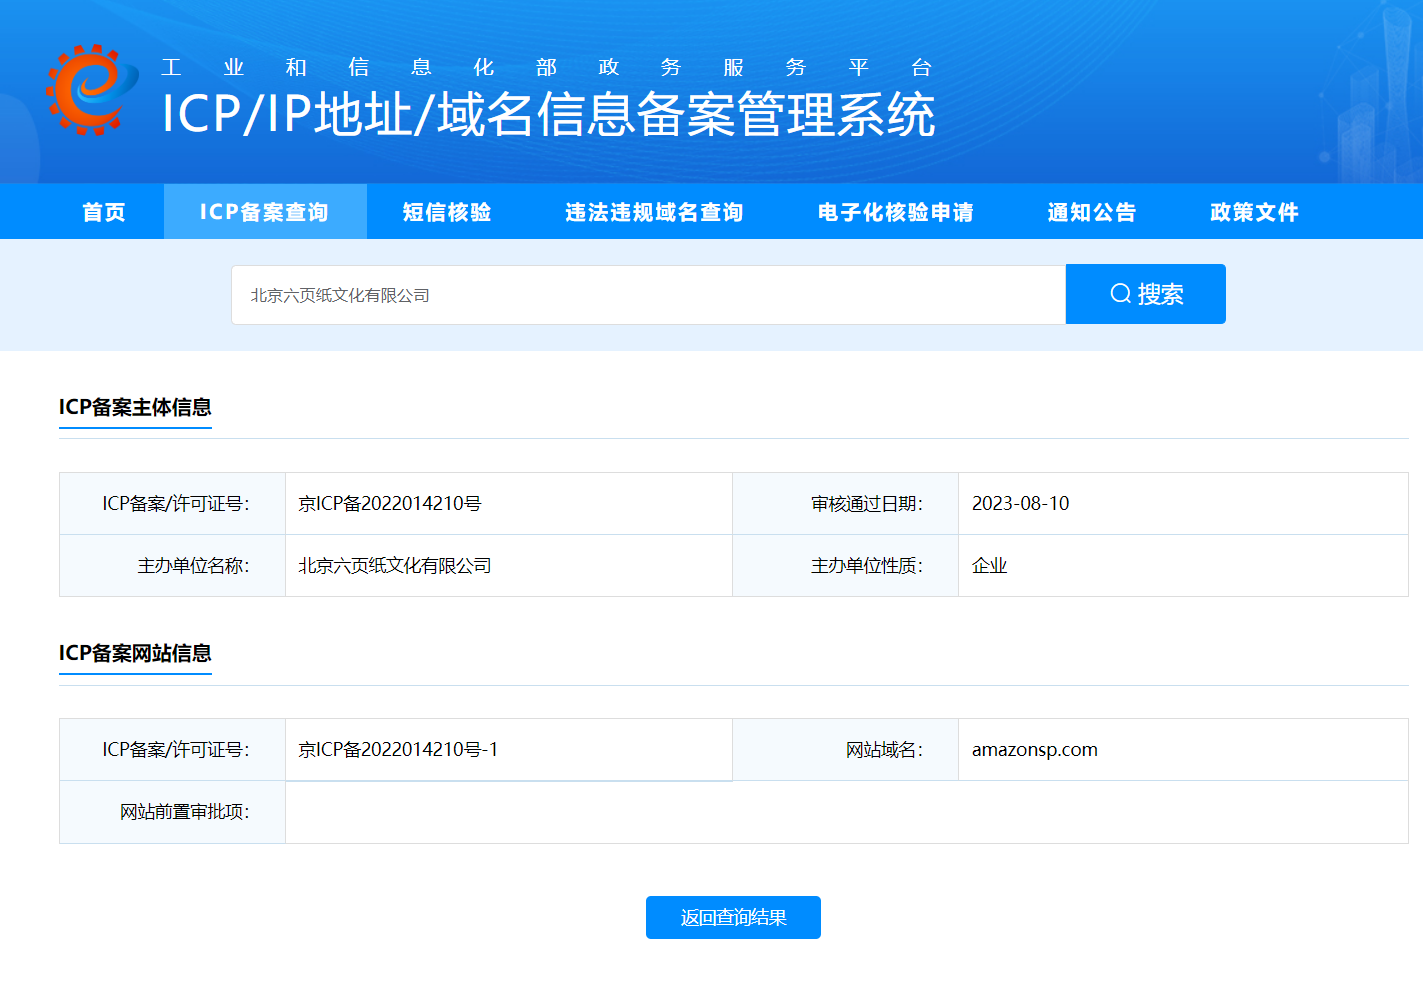 工业和信息化部政务服务平台
ICP/IP地址/域名信息备案管理系统
首页 ICP备案查询 短信核验 违法违规域名查询 电子化核验申请 通知公告 政策文件
北京六页纸文化有限公司 搜索
ICP备案主体信息
ICP备案/许可证号： 京ICP备2022014210号 审核通过日期： 2023-08-10
主办单位名称： 北京六页纸文化有限公司 主办单位性质： 企业
ICP备案网站信息
ICP备案/许可证号： 京ICP备2022014210号-1 网站域名： amazonsp.com
网站前置审批项：
返回查询结果